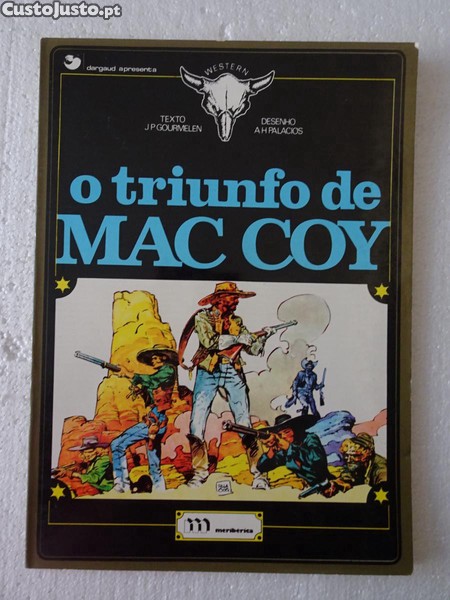 CustoJusto.pt
dargaud apresenta
WESTERN
TEXTO
J P GOURMELEN
DESENHO
A H PALACIOS
o triunfo de
MAC COY
m
meribérica